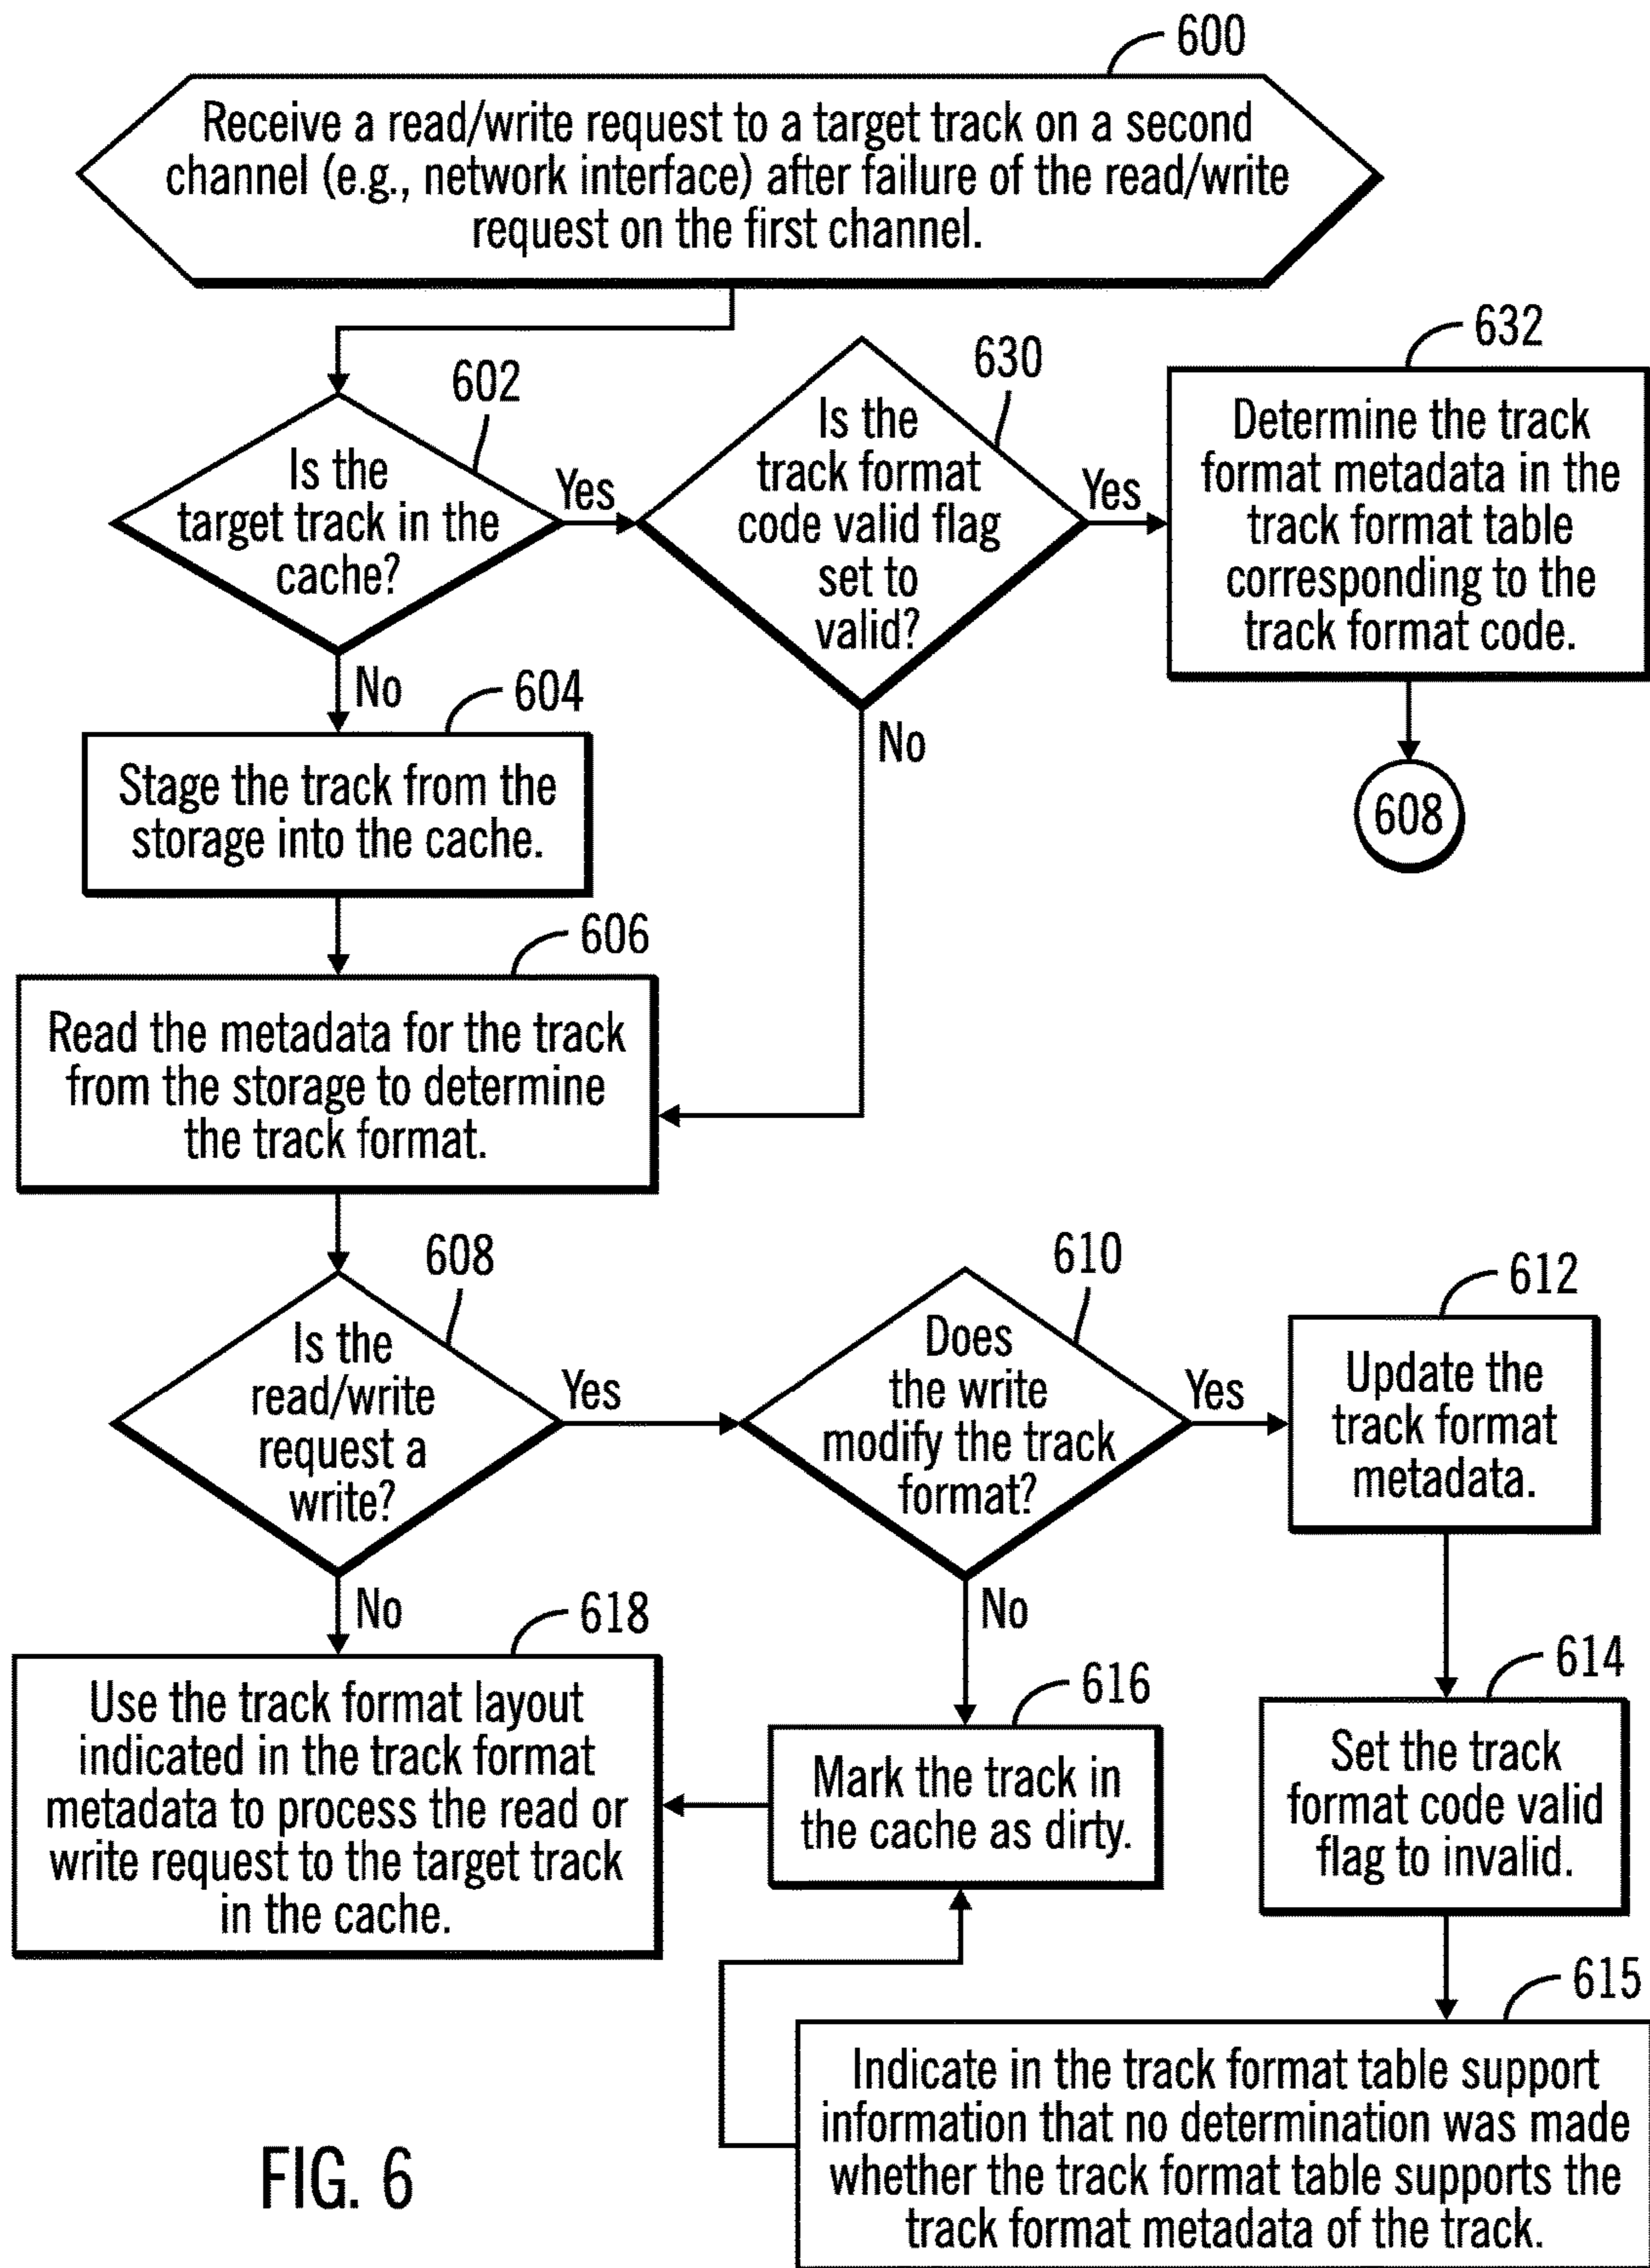 600
Receive a read/write request to a target track on a second
channel (e.g., network interface) after failure of the read/write
request on the first channel.
602
Is the
target track in the
cache?
Yes
No
630
Is the
track format
code valid flag
set to
valid?
Yes
No
632
Determine the track
format metadata in the
track format table
corresponding to the
track format code.
608
604
Stage the track from the
storage into the cache.
606
Read the metadata for the track
from the storage to determine
the track format.
608
Is the
read/write
request a
write?
Yes
No
610
Does
the write
modify the track
format?
Yes
No
612
Update the
track format
metadata.
614
Set the track
format code valid
flag to invalid.
618
Use the track format layout
indicated in the track format
metadata to process the read or
write request to the target track
in the cache.
616
Mark the track in
the cache as dirty.
615
Indicate in the track format table support
information that no determination was made
whether the track format table supports the
track format metadata of the track.
FIG. 6